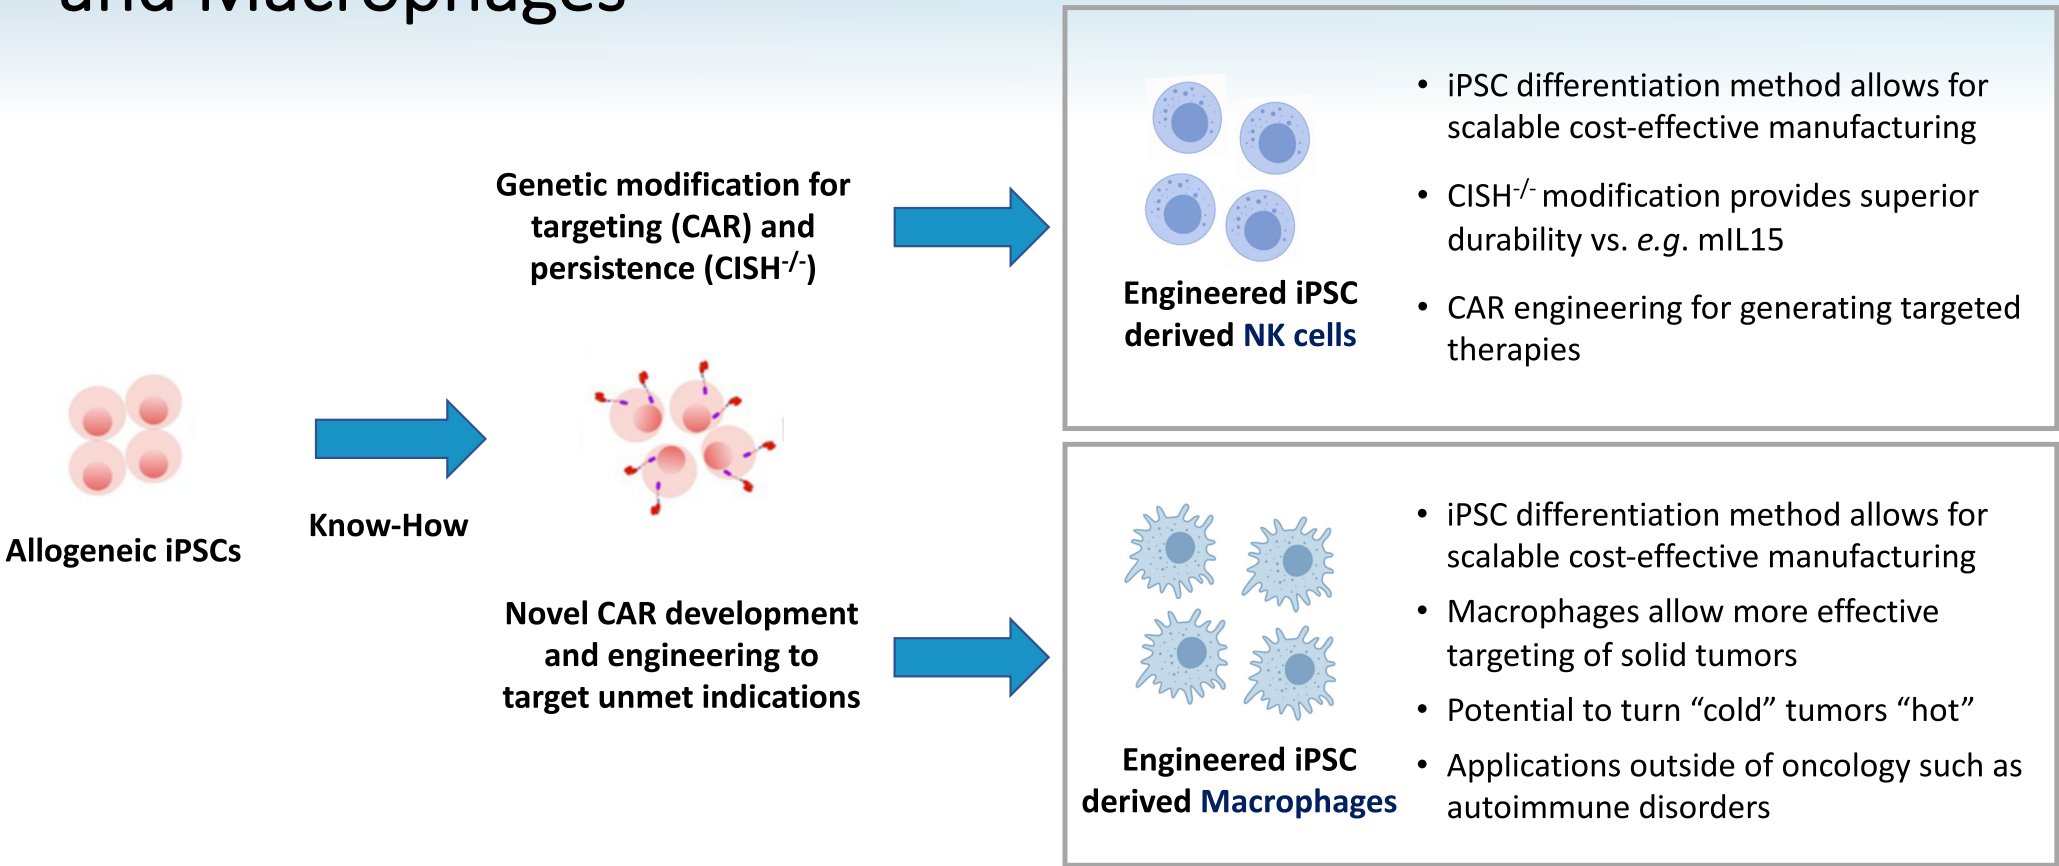 and Macrophages
Genetic modification for
targeting (CAR) and
persistence (CISH-/-)
Allogeneic iPSCs
Know-How
Novel CAR development
and engineering to
target unmet indications
Engineered iPSC
derived NK cells
• iPSC differentiation method allows for
scalable cost-effective manufacturing
• CISH-/- modification provides superior
durability vs. e.g. mIL15
• CAR engineering for generating targeted
therapies
Engineered iPSC
derived Macrophages
• iPSC differentiation method allows for
scalable cost-effective manufacturing
• Macrophages allow more effective
targeting of solid tumors
• Potential to turn “cold” tumors “hot”
• Applications outside of oncology such as
autoimmune disorders